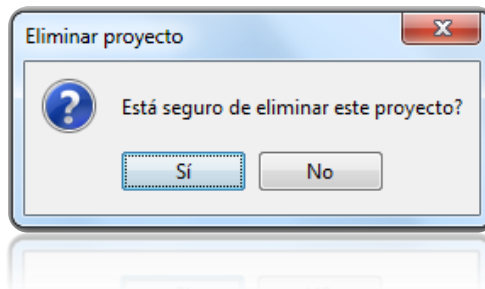 Eliminar proyecto
Está seguro de eliminar este proyecto?
Sí
No